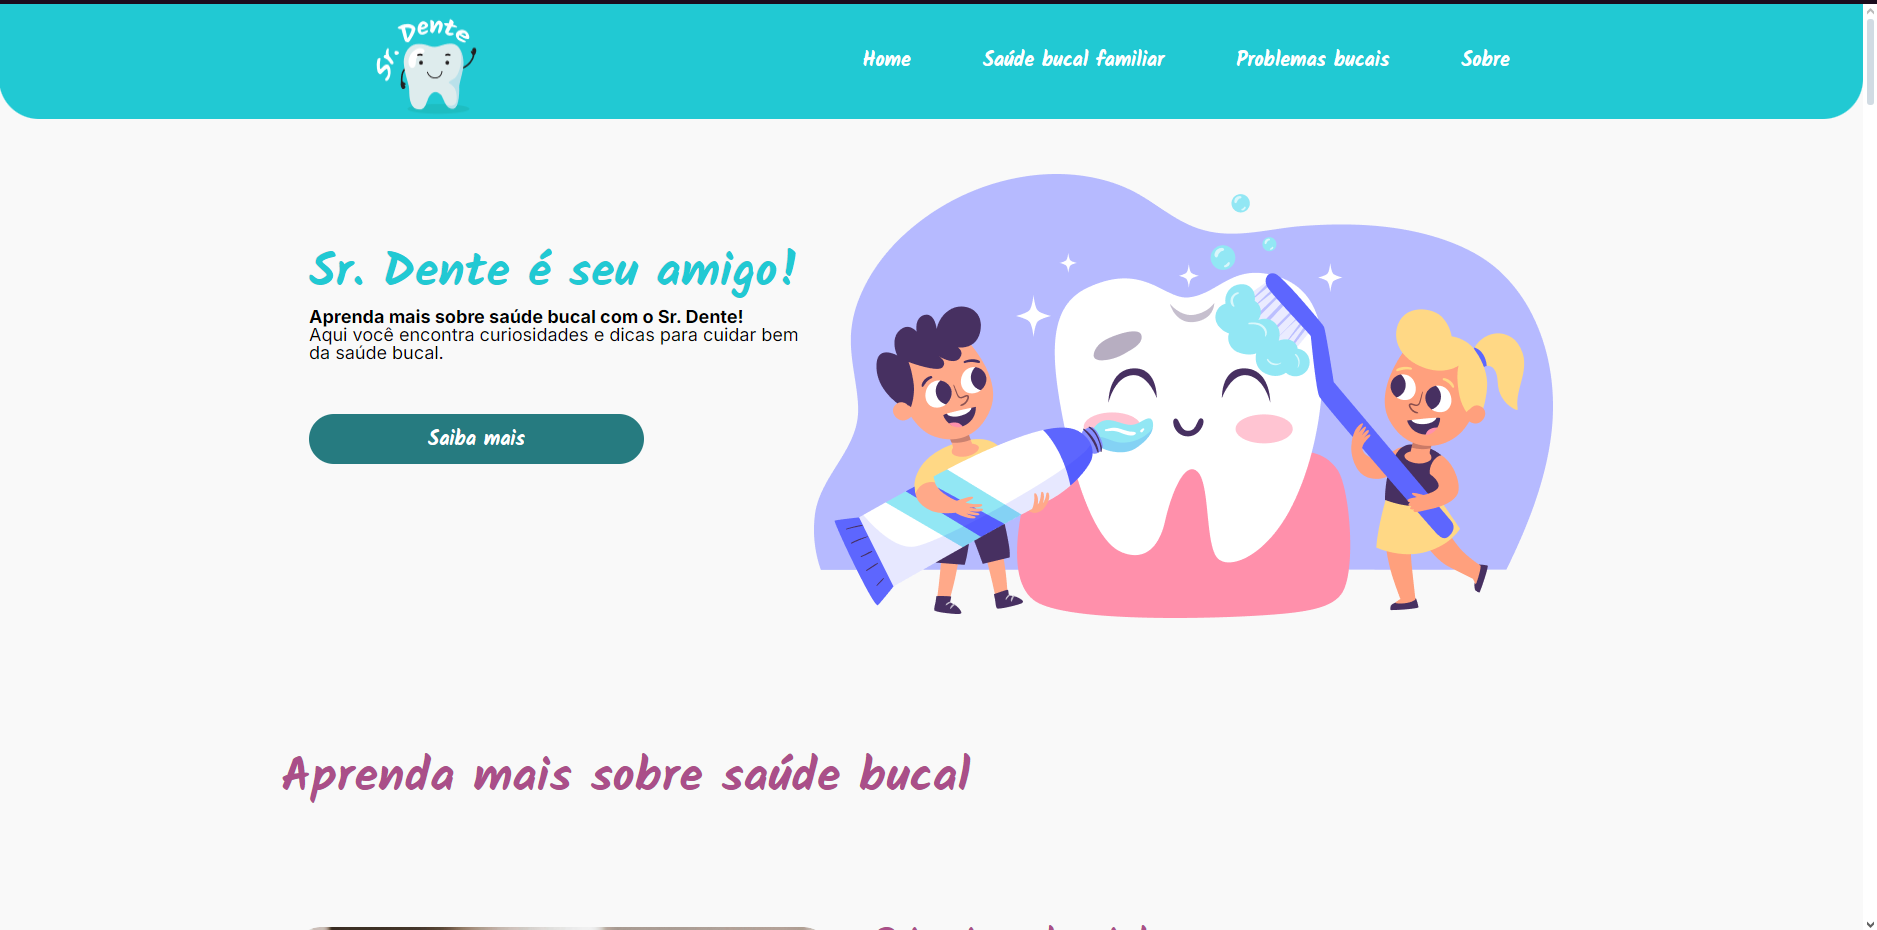 Sr. Dente
Home
Saúde bucal familiar
Problemas bucais
Sobre
Sr. Dente é seu amigo!
Aprenda mais sobre saúde bucal com o Sr. Dente!
Aqui você encontra curiosidades e dicas para cuidar bem
da saúde bucal.
Saiba mais
Aprenda mais sobre saúde bucal